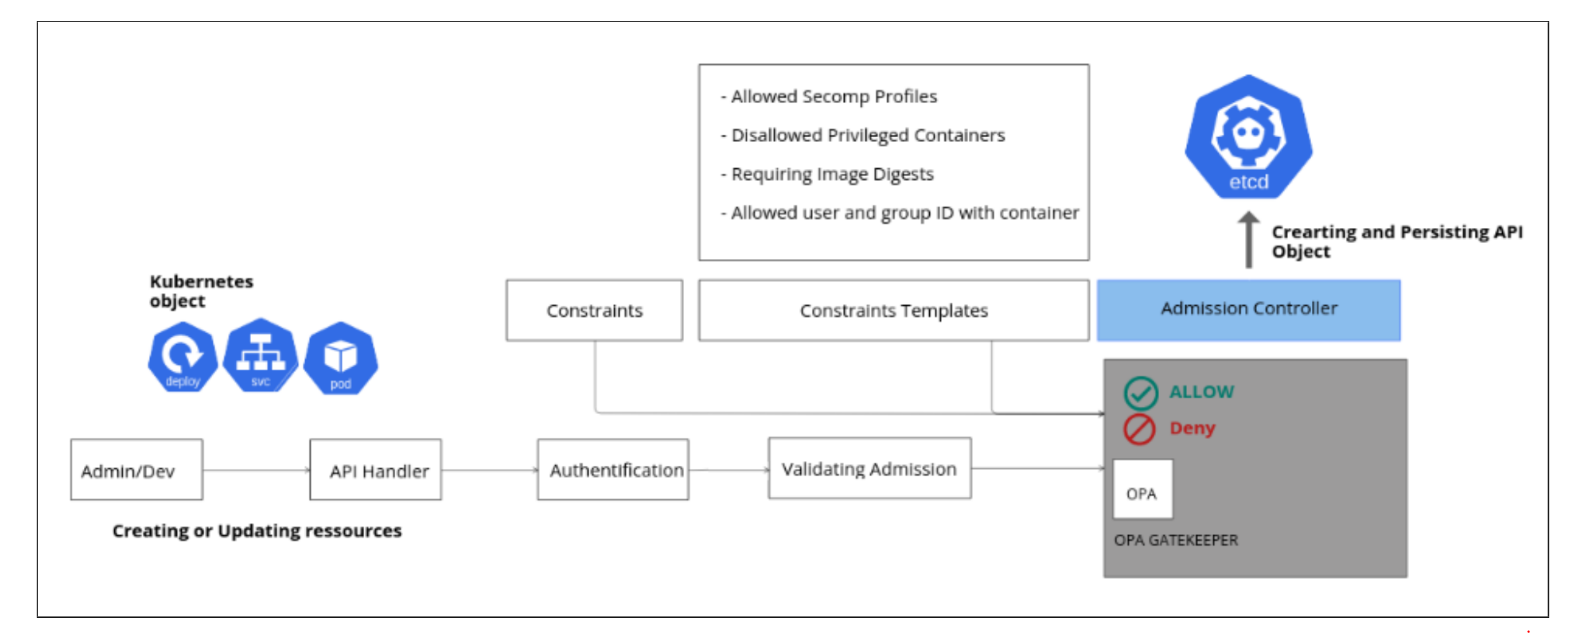 - Allowed Secomp Profiles
- Disallowed Privileged Containers
- Requiring Image Digests
- Allowed user and group ID with container
etcd
Crearting and Persisting API
Object
Kubernetes
object
deploy
svc
pod
Constraints
Constraints Templates
Admission Controller
ALLOW
Deny
Admin/Dev
API Handler
Authentification
Validating Admission
OPA
OPA GATEKEEPER
Creating or Updating ressources